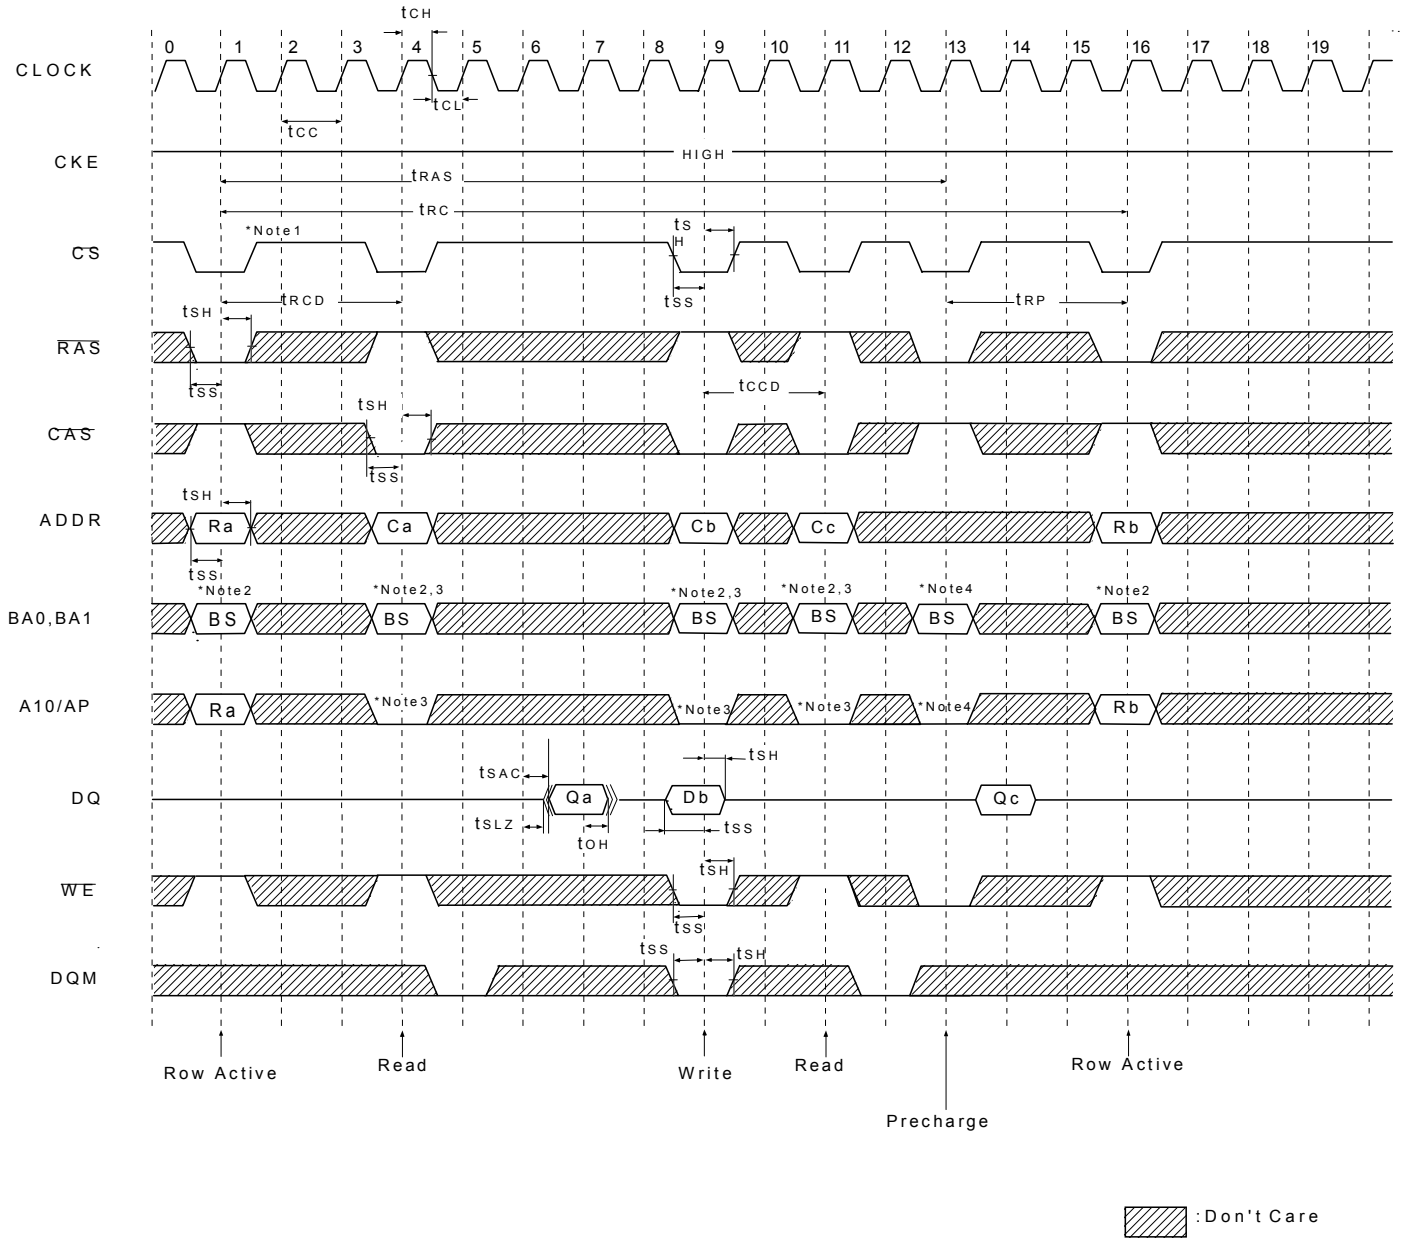 tCH
0 1 2 3 4 5 6 7 8 9 10 11 12 13 14 15 16 17 18 19
CLOCK
tCL
tCC
CKE
HIGH
tRAS
tRC
*Note1
tS
H
CS
tSS
tRCD
tRP
tSH
RAS
tSS
tCCD
tSH
CAS
tSS
tSH
ADDR
Ra Ca Cb Cc Rb
tSS
*Note2 *Note2,3 *Note2,3 *Note2,3 *Note4 *Note2
BA0,BA1
BS BS BS BS BS BS
A10/AP
Ra *Note3 *Note3 *Note3 *Note4 Rb
tSH
tSAC
DQ
Qa Db Qc
tSLZ
tSS
tOH
tSH
WE
tSS
tSS tSH
DQM
Row Active Read Write Read Row Active
Precharge
:Don't Care